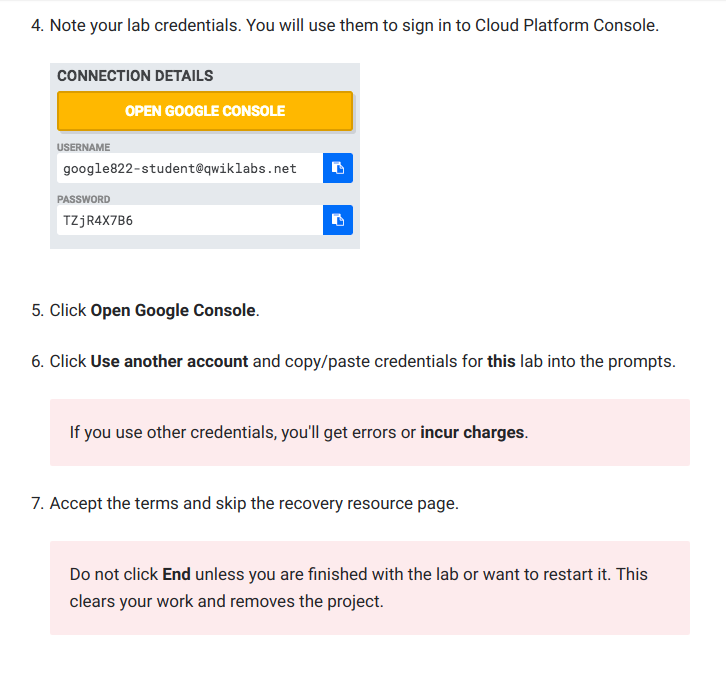 4. Note your lab credentials. You will use them to sign in to Cloud Platform Console.
CONNECTION DETAILS
OPEN GOOGLE CONSOLE
USERNAME
google822-student@qwiklabs.net
PASSWORD
TZjR4X7B6
5. Click Open Google Console.
6. Click Use another account and copy/paste credentials for this lab into the prompts.
If you use other credentials, you'll get errors or incur charges.
7. Accept the terms and skip the recovery resource page.
Do not click End unless you are finished with the lab or want to restart it. This
clears your work and removes the project.